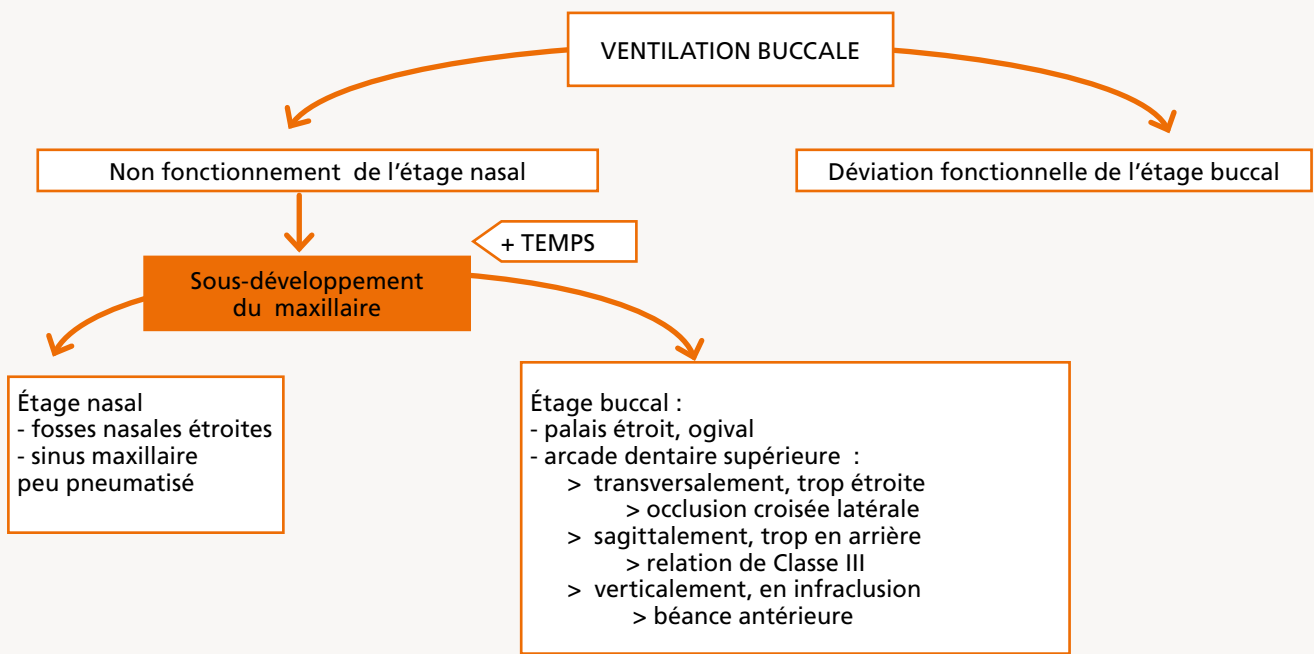 VENTILATION BUCCALE
Non fonctionnement de l'étage nasal
Déviation fonctionnelle de l'étage buccal
+ TEMPS
Sous-développement
du maxillaire
Étage nasal
- fosses nasales étroites
- sinus maxillaire
peu pneumatisé
Étage buccal :
- palais étroit, ogival
- arcade dentaire supérieure :
> transversalement, trop étroite
> occlusion croisée latérale
> sagittalement, trop en arrière
> relation de Classe III
> verticalement, en infraclusion
> béance antérieure